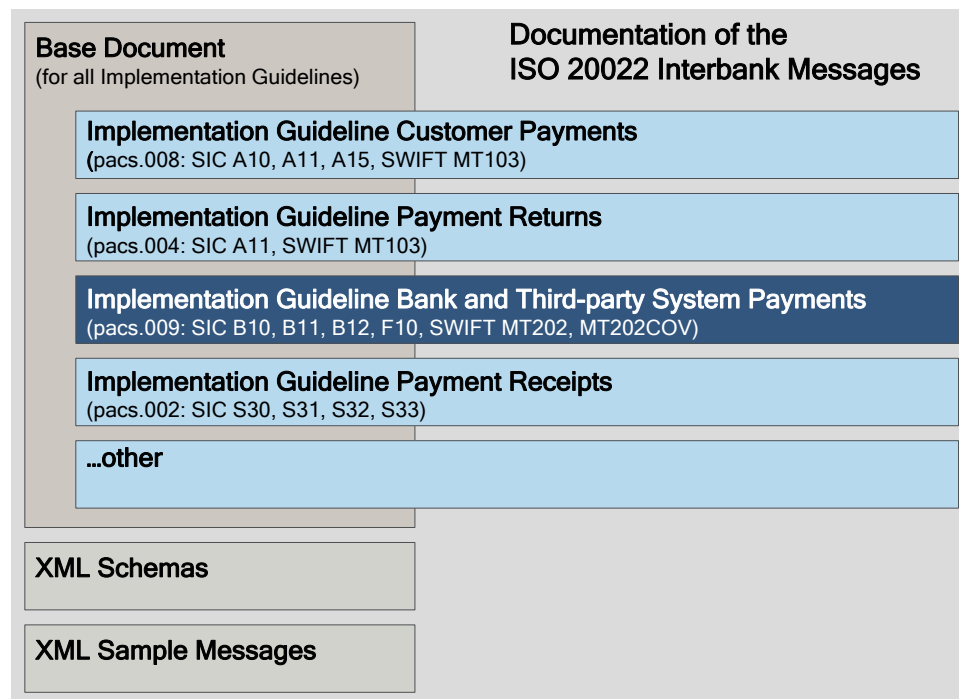 Base Document
(for all Implementation Guidelines)
Documentation of the
ISO 20022 Interbank Messages
Implementation Guideline Customer Payments
(pacs.008: SIC A10, A11, A15, SWIFT MT103)
Implementation Guideline Payment Returns
(pacs.004: SIC A11, SWIFT MT103)
Implementation Guideline Bank and Third-party System Payments
(pacs.009: SIC B10, B11, B12, F10, SWIFT MT202, MT202COV)
Implementation Guideline Payment Receipts
(pacs.002: SIC S30, S31, S32, S33)
...other
XML Schemas
XML Sample Messages